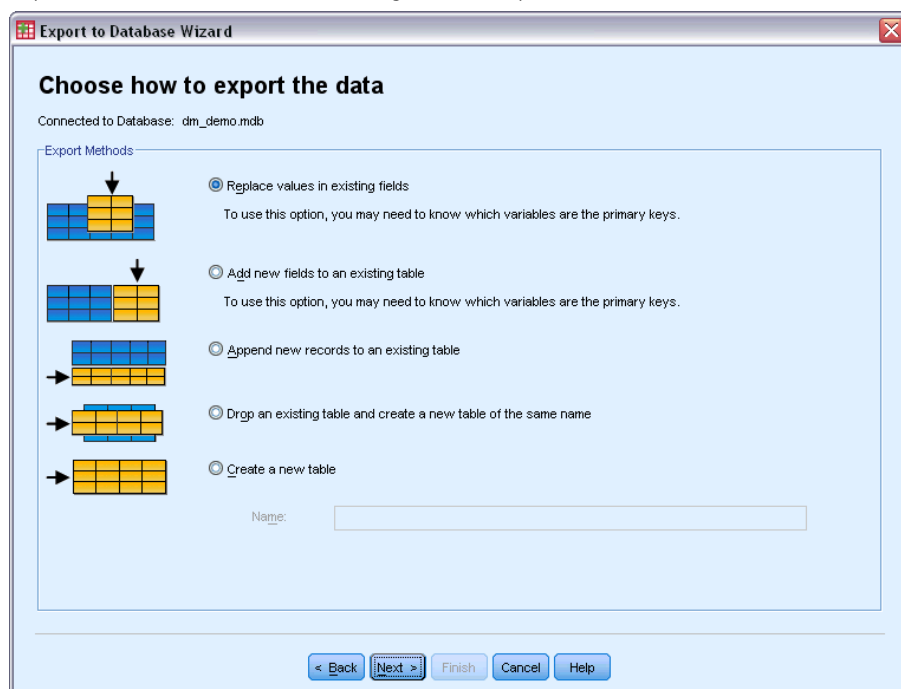 Export to Database Wizard
Choose how to export the data
Connected to Database: dm_demo.mdb
Export Methods
Replace values in existing fields
To use this option, you may need to know which variables are the primary keys.
Add new fields to an existing table
To use this option, you may need to know which variables are the primary keys.
Append new records to an existing table
Drop an existing table and create a new table of the same name
Create a new table
Name:
< Back Next > Finish Cancel Help